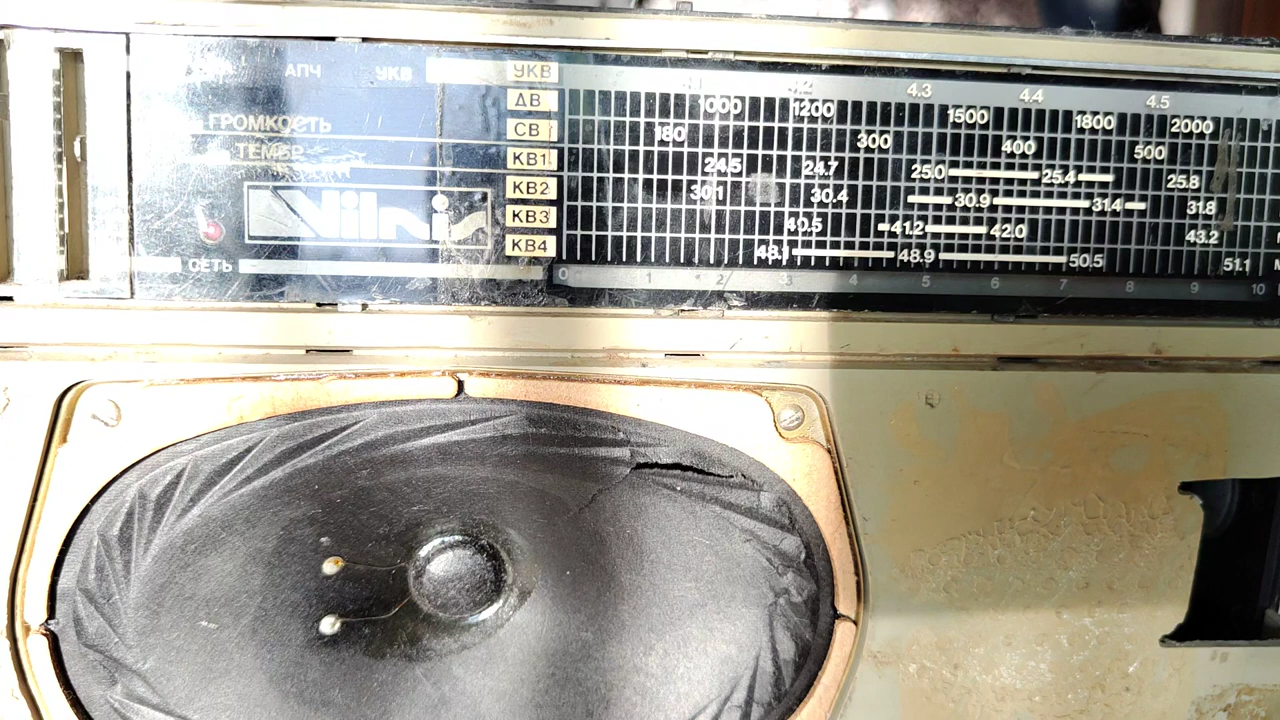 АПЧ УКВ УКВ 4.3 4.4 4.5
ДВ 1000 1200 1500 1800 2000
ГРОМКОСТЬ СВ 180 300 400 500
ТЕМБР КВ1 24.5 24.7 25.0 25.4 25.8
Vilnis КВ2 30.1 30.4 30.9 31.4 31.8
КВ3 40.5 41.2 42.0 43.2
КВ4 48.1 48.9 50.5 51.1
СЕТЬ 0 1 2 3 4 5 6 7 8 9 10